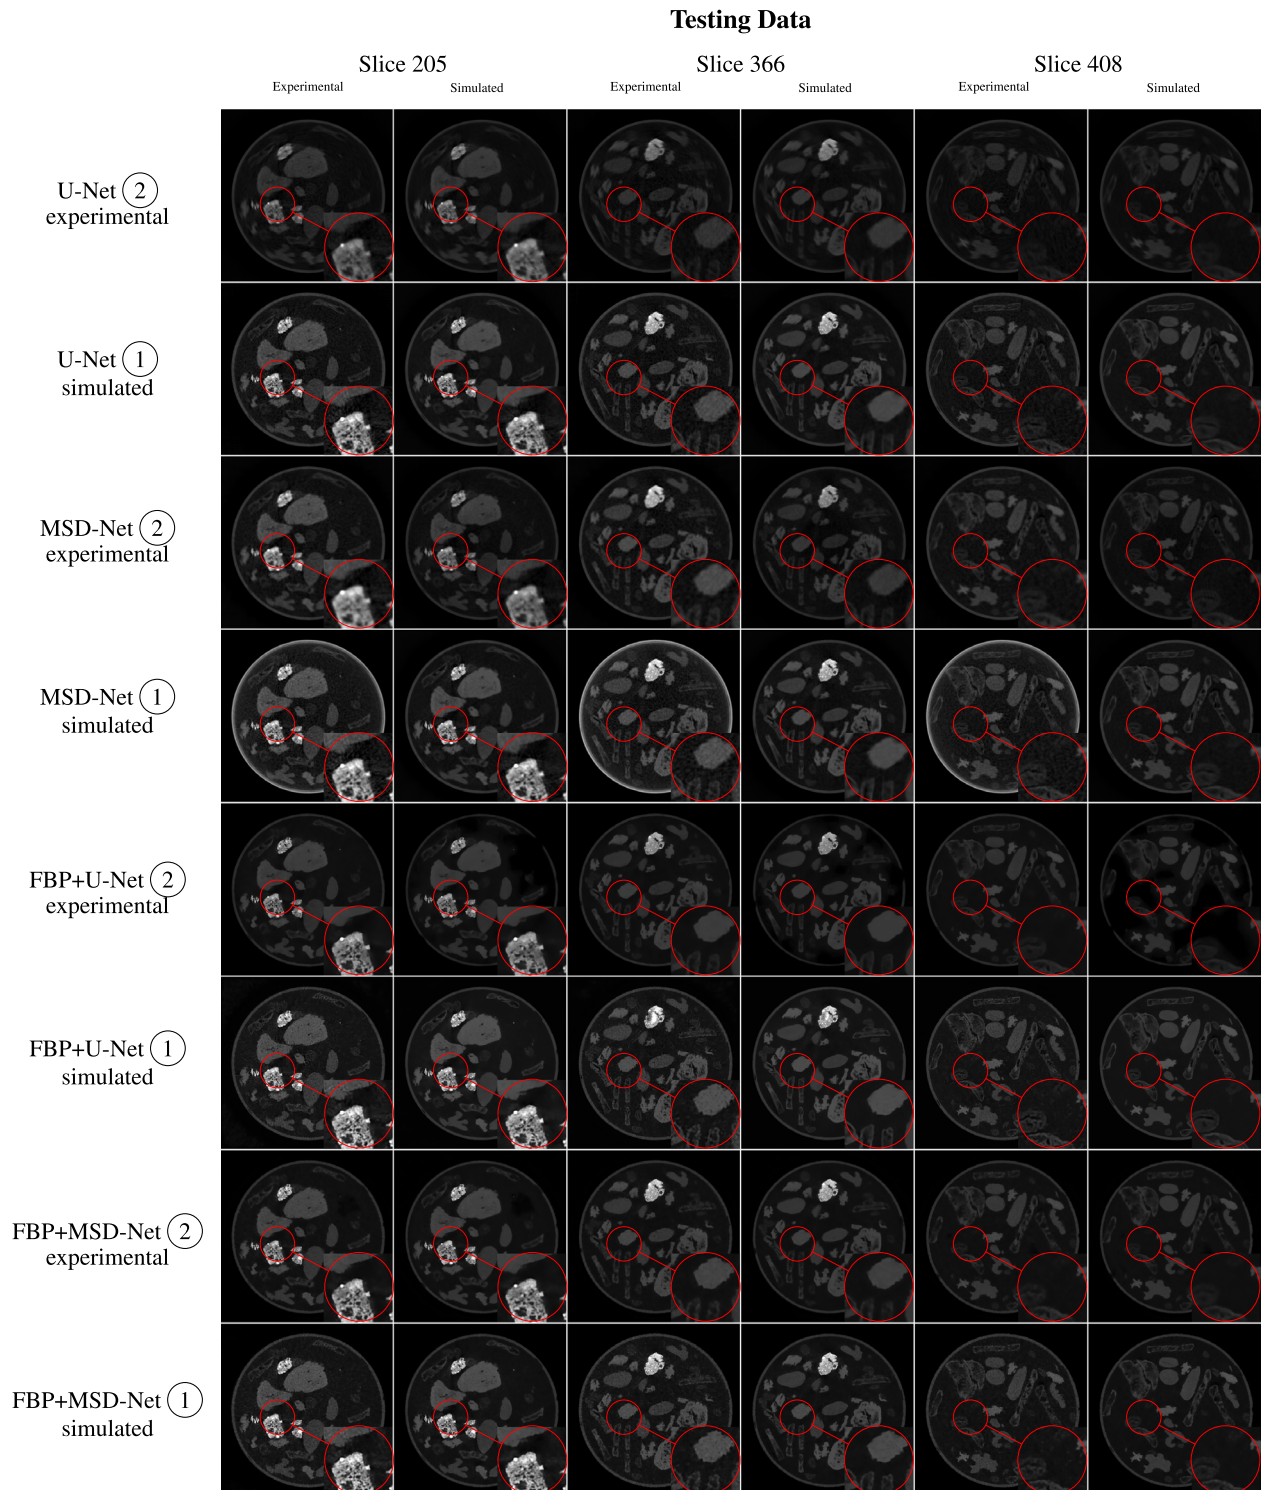 Testing Data
Slice 205 Slice 366 Slice 408
Experimental Simulated Experimental Simulated Experimental Simulated
U-Net 2
experimental
U-Net 1
simulated
MSD-Net 2
experimental
MSD-Net 1
simulated
FBP+U-Net 2
experimental
FBP+U-Net 1
simulated
FBP+MSD-Net 2
experimental
FBP+MSD-Net 1
simulated